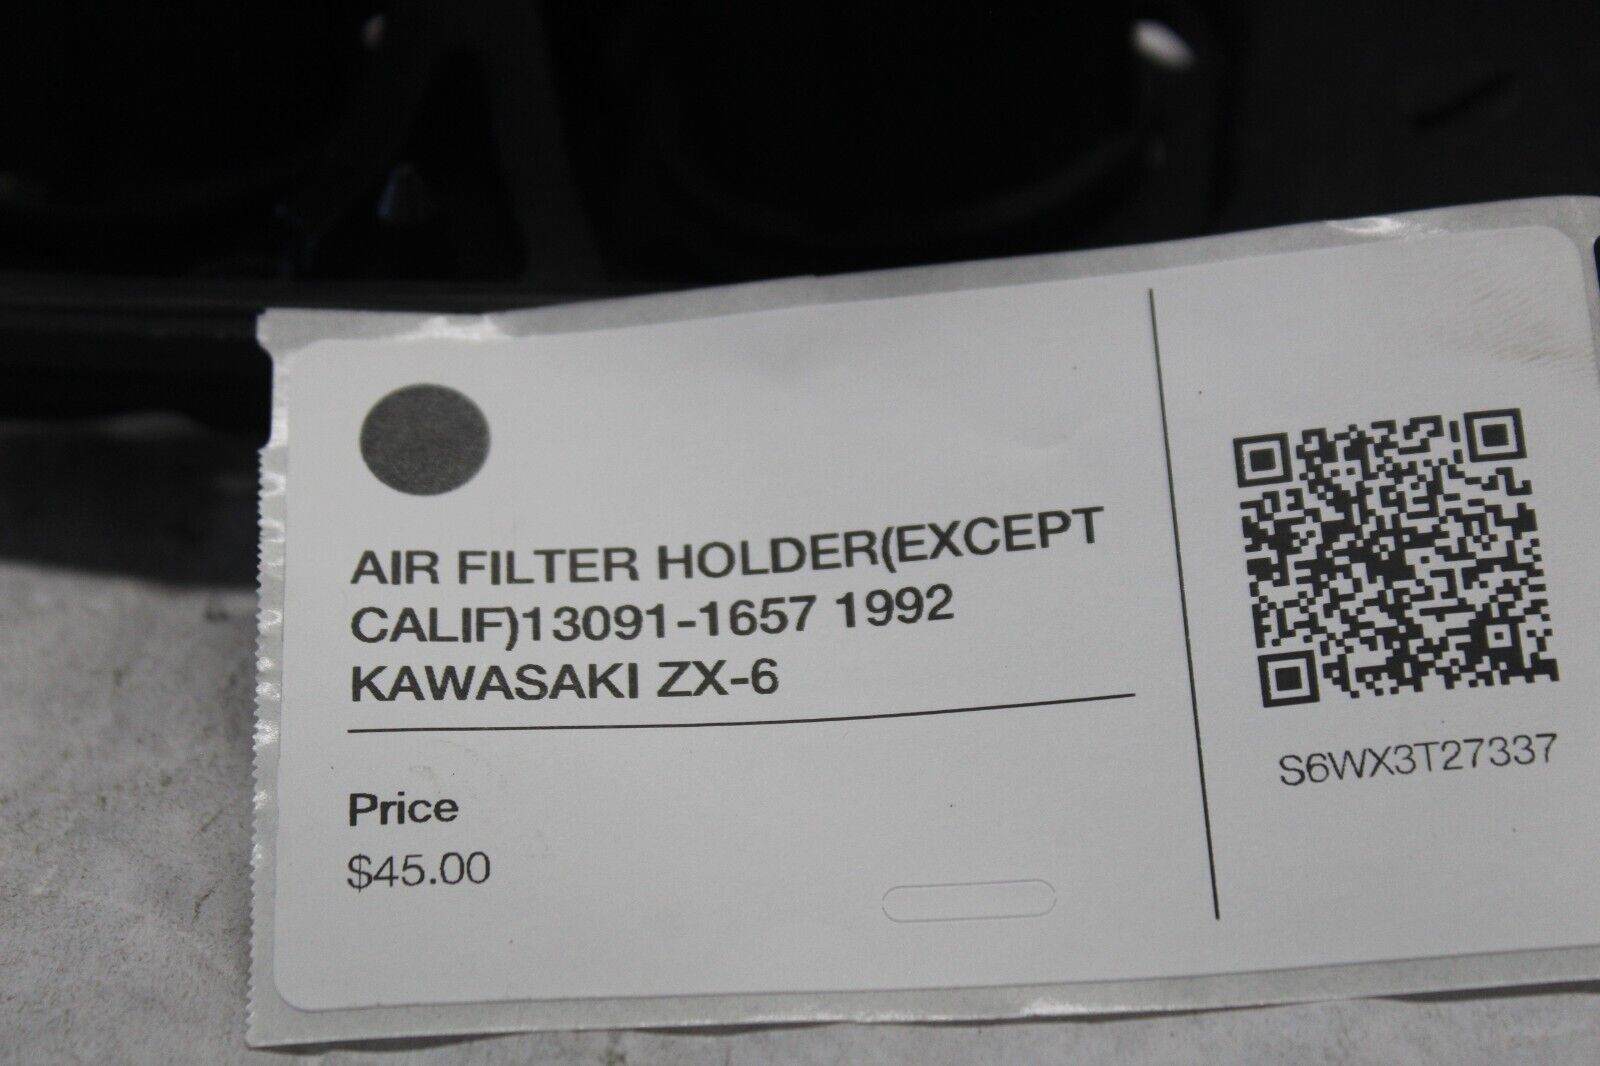 AIR FILTER HOLDER(EXCEPT
CALIF)13091-1657 1992
KAWASAKI ZX-6
Price
$45.00
S6WX3T27337